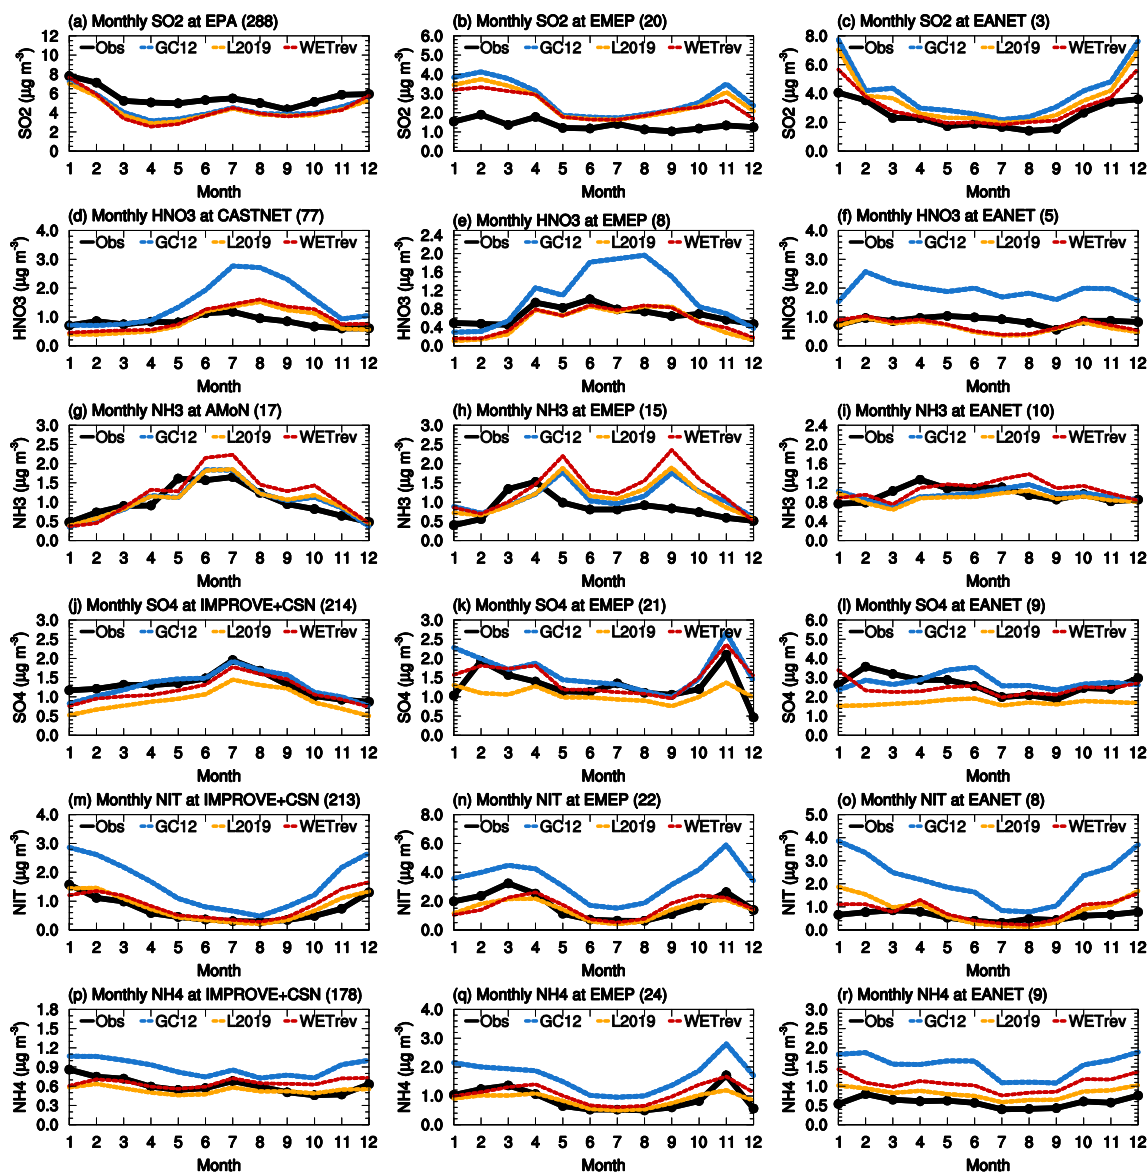 (a) Monthly SO2 at EPA (288)
SO2 (µg m-3)
12
10
8
6
4
2
0
Obs GC12 L2019 WETrev
1 2 3 4 5 6 7 8 9 10 11 12
Month
(b) Monthly SO2 at EMEP (20)
SO2 (µg m-3)
6.0
5.0
4.0
3.0
2.0
1.0
0.0
Obs GC12 L2019 WETrev
1 2 3 4 5 6 7 8 9 10 11 12
Month
(c) Monthly SO2 at EANET (3)
SO2 (µg m-3)
8.0
6.0
4.0
2.0
0.0
Obs GC12 L2019 WETrev
1 2 3 4 5 6 7 8 9 10 11 12
Month
(d) Monthly HNO3 at CASTNET (77)
HNO3 (µg m-3)
4.0
3.0
2.0
1.0
0.0
Obs GC12 L2019 WETrev
1 2 3 4 5 6 7 8 9 10 11 12
Month
(e) Monthly HNO3 at EMEP (8)
HNO3 (µg m-3)
2.4
2.0
1.6
1.2
0.8
0.4
0.0
Obs GC12 L2019 WETrev
1 2 3 4 5 6 7 8 9 10 11 12
Month
(f) Monthly HNO3 at EANET (5)
HNO3 (µg m-3)
4.0
3.0
2.0
1.0
0.0
Obs GC12 L2019 WETrev
1 2 3 4 5 6 7 8 9 10 11 12
Month
(g) Monthly NH3 at AMoN (17)
NH3 (µg m-3)
3.0
2.5
2.0
1.5
1.0
0.5
0.0
Obs GC12 L2019 WETrev
1 2 3 4 5 6 7 8 9 10 11 12
Month
(h) Monthly NH3 at EMEP (15)
NH3 (µg m-3)
3.0
2.5
2.0
1.5
1.0
0.5
0.0
Obs GC12 L2019 WETrev
1 2 3 4 5 6 7 8 9 10 11 12
Month
(i) Monthly NH3 at EANET (10)
NH3 (µg m-3)
2.4
2.0
1.6
1.2
0.8
0.4
0.0
Obs GC12 L2019 WETrev
1 2 3 4 5 6 7 8 9 10 11 12
Month
(j) Monthly SO4 at IMPROVE+CSN (214)
SO4 (µg m-3)
3.0
2.5
2.0
1.5
1.0
0.5
0.0
Obs GC12 L2019 WETrev
1 2 3 4 5 6 7 8 9 10 11 12
Month
(k) Monthly SO4 at EMEP (21)
SO4 (µg m-3)
3.0
2.5
2.0
1.5
1.0
0.5
0.0
Obs GC12 L2019 WETrev
1 2 3 4 5 6 7 8 9 10 11 12
Month
(l) Monthly SO4 at EANET (9)
SO4 (µg m-3)
6.0
5.0
4.0
3.0
2.0
1.0
0.0
Obs GC12 L2019 WETrev
1 2 3 4 5 6 7 8 9 10 11 12
Month
(m) Monthly NIT at IMPROVE+CSN (213)
NIT (µg m-3)
4.0
3.0
2.0
1.0
0.0
Obs GC12 L2019 WETrev
1 2 3 4 5 6 7 8 9 10 11 12
Month
(n) Monthly NIT at EMEP (22)
NIT (µg m-3)
8.0
6.0
4.0
2.0
0.0
Obs GC12 L2019 WETrev
1 2 3 4 5 6 7 8 9 10 11 12
Month
(o) Monthly NIT at EANET (8)
NIT (µg m-3)
5.0
4.0
3.0
2.0
1.0
0.0
Obs GC12 L2019 WETrev
1 2 3 4 5 6 7 8 9 10 11 12
Month
(p) Monthly NH4 at IMPROVE+CSN (178)
NH4 (µg m-3)
1.8
1.5
1.2
0.9
0.6
0.3
0.0
Obs GC12 L2019 WETrev
1 2 3 4 5 6 7 8 9 10 11 12
Month
(q) Monthly NH4 at EMEP (24)
NH4 (µg m-3)
4.0
3.0
2.0
1.0
0.0
Obs GC12 L2019 WETrev
1 2 3 4 5 6 7 8 9 10 11 12
Month
(r) Monthly NH4 at EANET (9)
NH4 (µg m-3)
3.0
2.5
2.0
1.5
1.0
0.5
0.0
Obs GC12 L2019 WETrev
1 2 3 4 5 6 7 8 9 10 11 12
Month